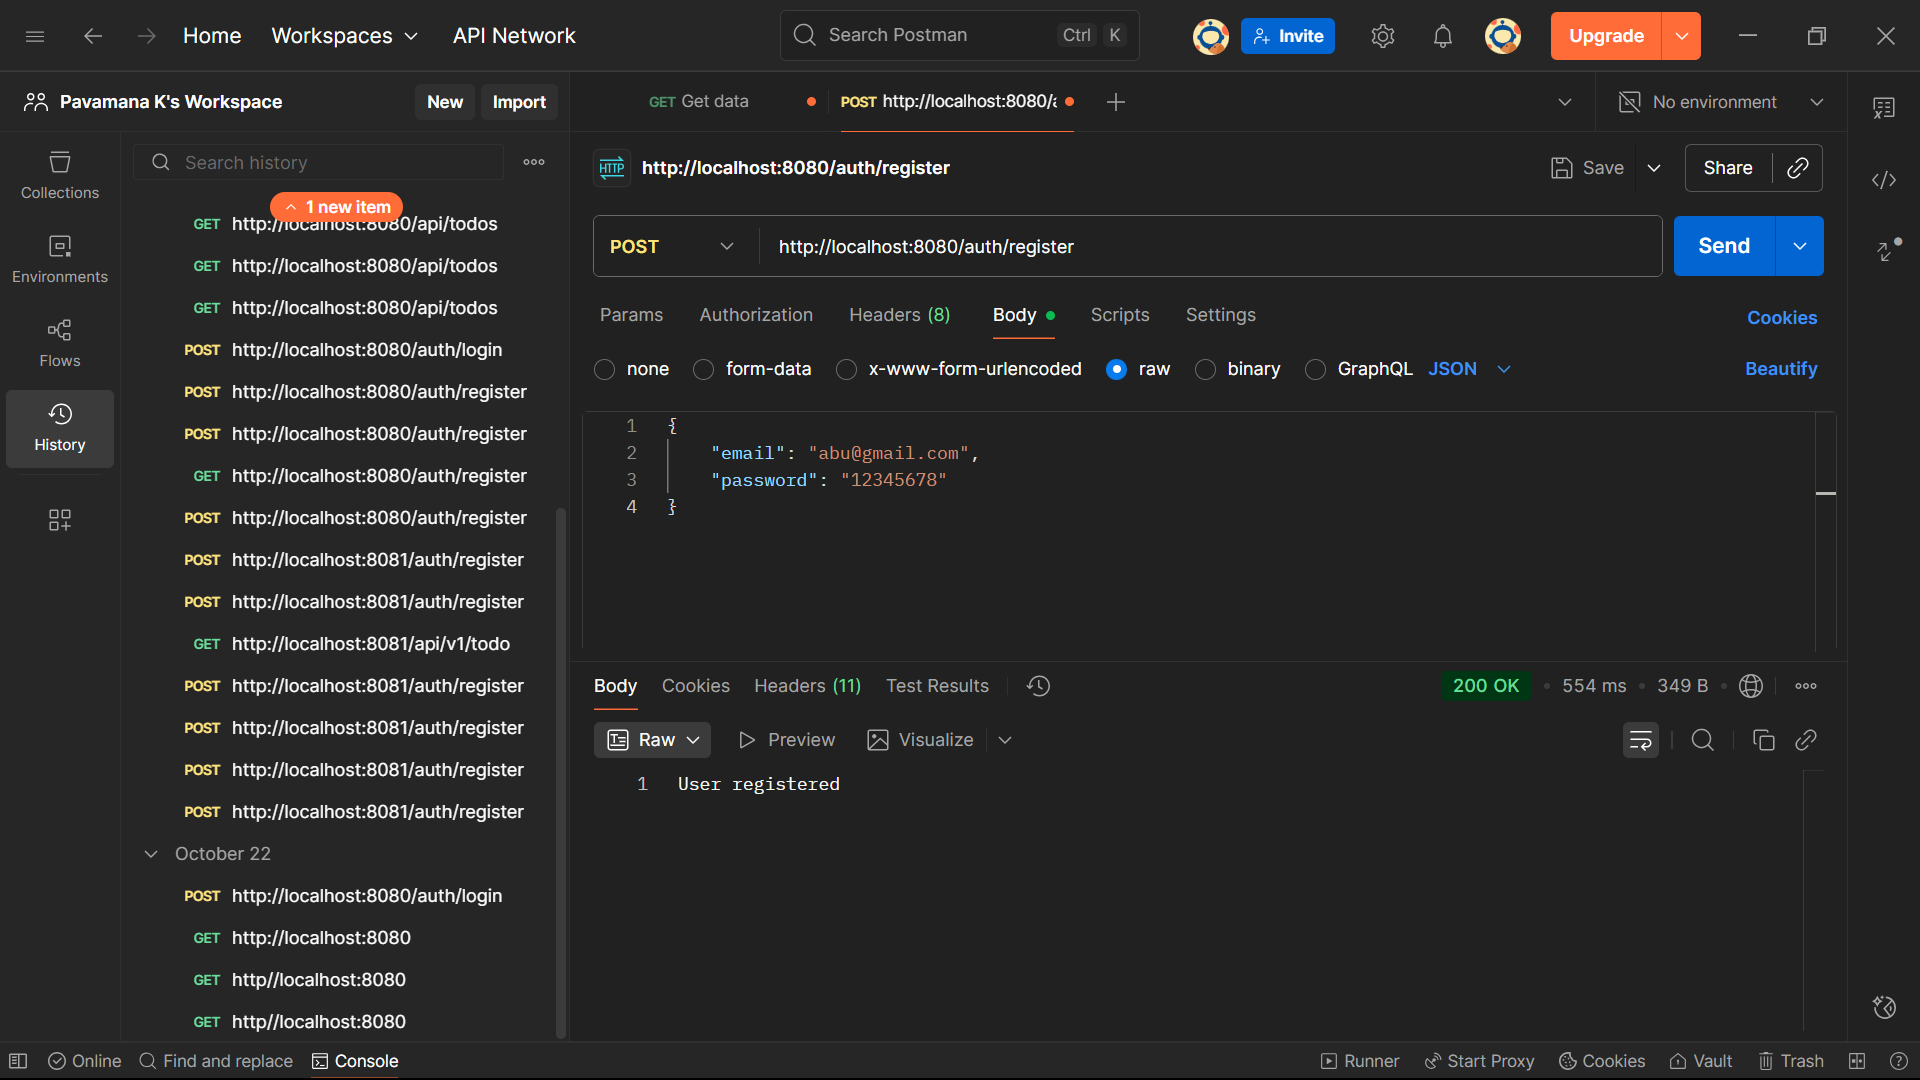 Home Workspaces API Network Search Postman Ctrl K Invite Upgrade
Pavamana K's Workspace New Import
GET Get data POST http://localhost:8080/a No environment
Search history
http://localhost:8080/auth/register Save Share
Collections
1 new item
GET http://localhost:8080/api/todos
POST http://localhost:8080/auth/register Send
GET http://localhost:8080/api/todos
Environments
GET http://localhost:8080/api/todos
Params Authorization Headers (8) Body Scripts Settings Cookies
POST http://localhost:8080/auth/login
Flows
none form-data x-www-form-urlencoded raw binary GraphQL JSON Beautify
POST http://localhost:8080/auth/register
1 {
POST http://localhost:8080/auth/register
History
2 "email": "abu@gmail.com",
GET http://localhost:8080/auth/register
3 "password": "12345678"
4 }
POST http://localhost:8080/auth/register
POST http://localhost:8081/auth/register
POST http://localhost:8081/auth/register
GET http://localhost:8081/api/v1/todo
POST http://localhost:8081/auth/register
Body Cookies Headers (11) Test Results 200 OK 554 ms 349 B
POST http://localhost:8081/auth/register
Raw Preview Visualize
POST http://localhost:8081/auth/register
1 User registered
POST http://localhost:8081/auth/register
October 22
POST http://localhost:8080/auth/login
GET http://localhost:8080
GET http//localhost:8080
GET http//localhost:8080
Online Find and replace Console Runner Start Proxy Cookies Vault Trash